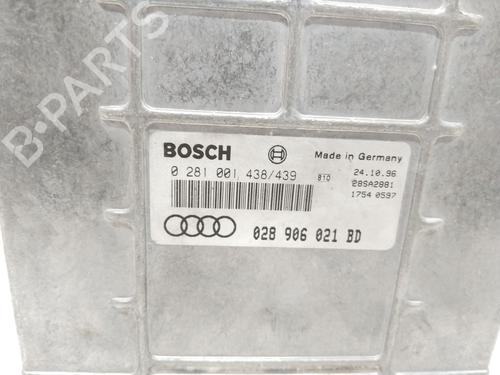 B-PARTS
BOSCH
Made in Germany
0 281 001 438/439
810
24.10.96
28SA2881
1754 0597
028 906 021 BD